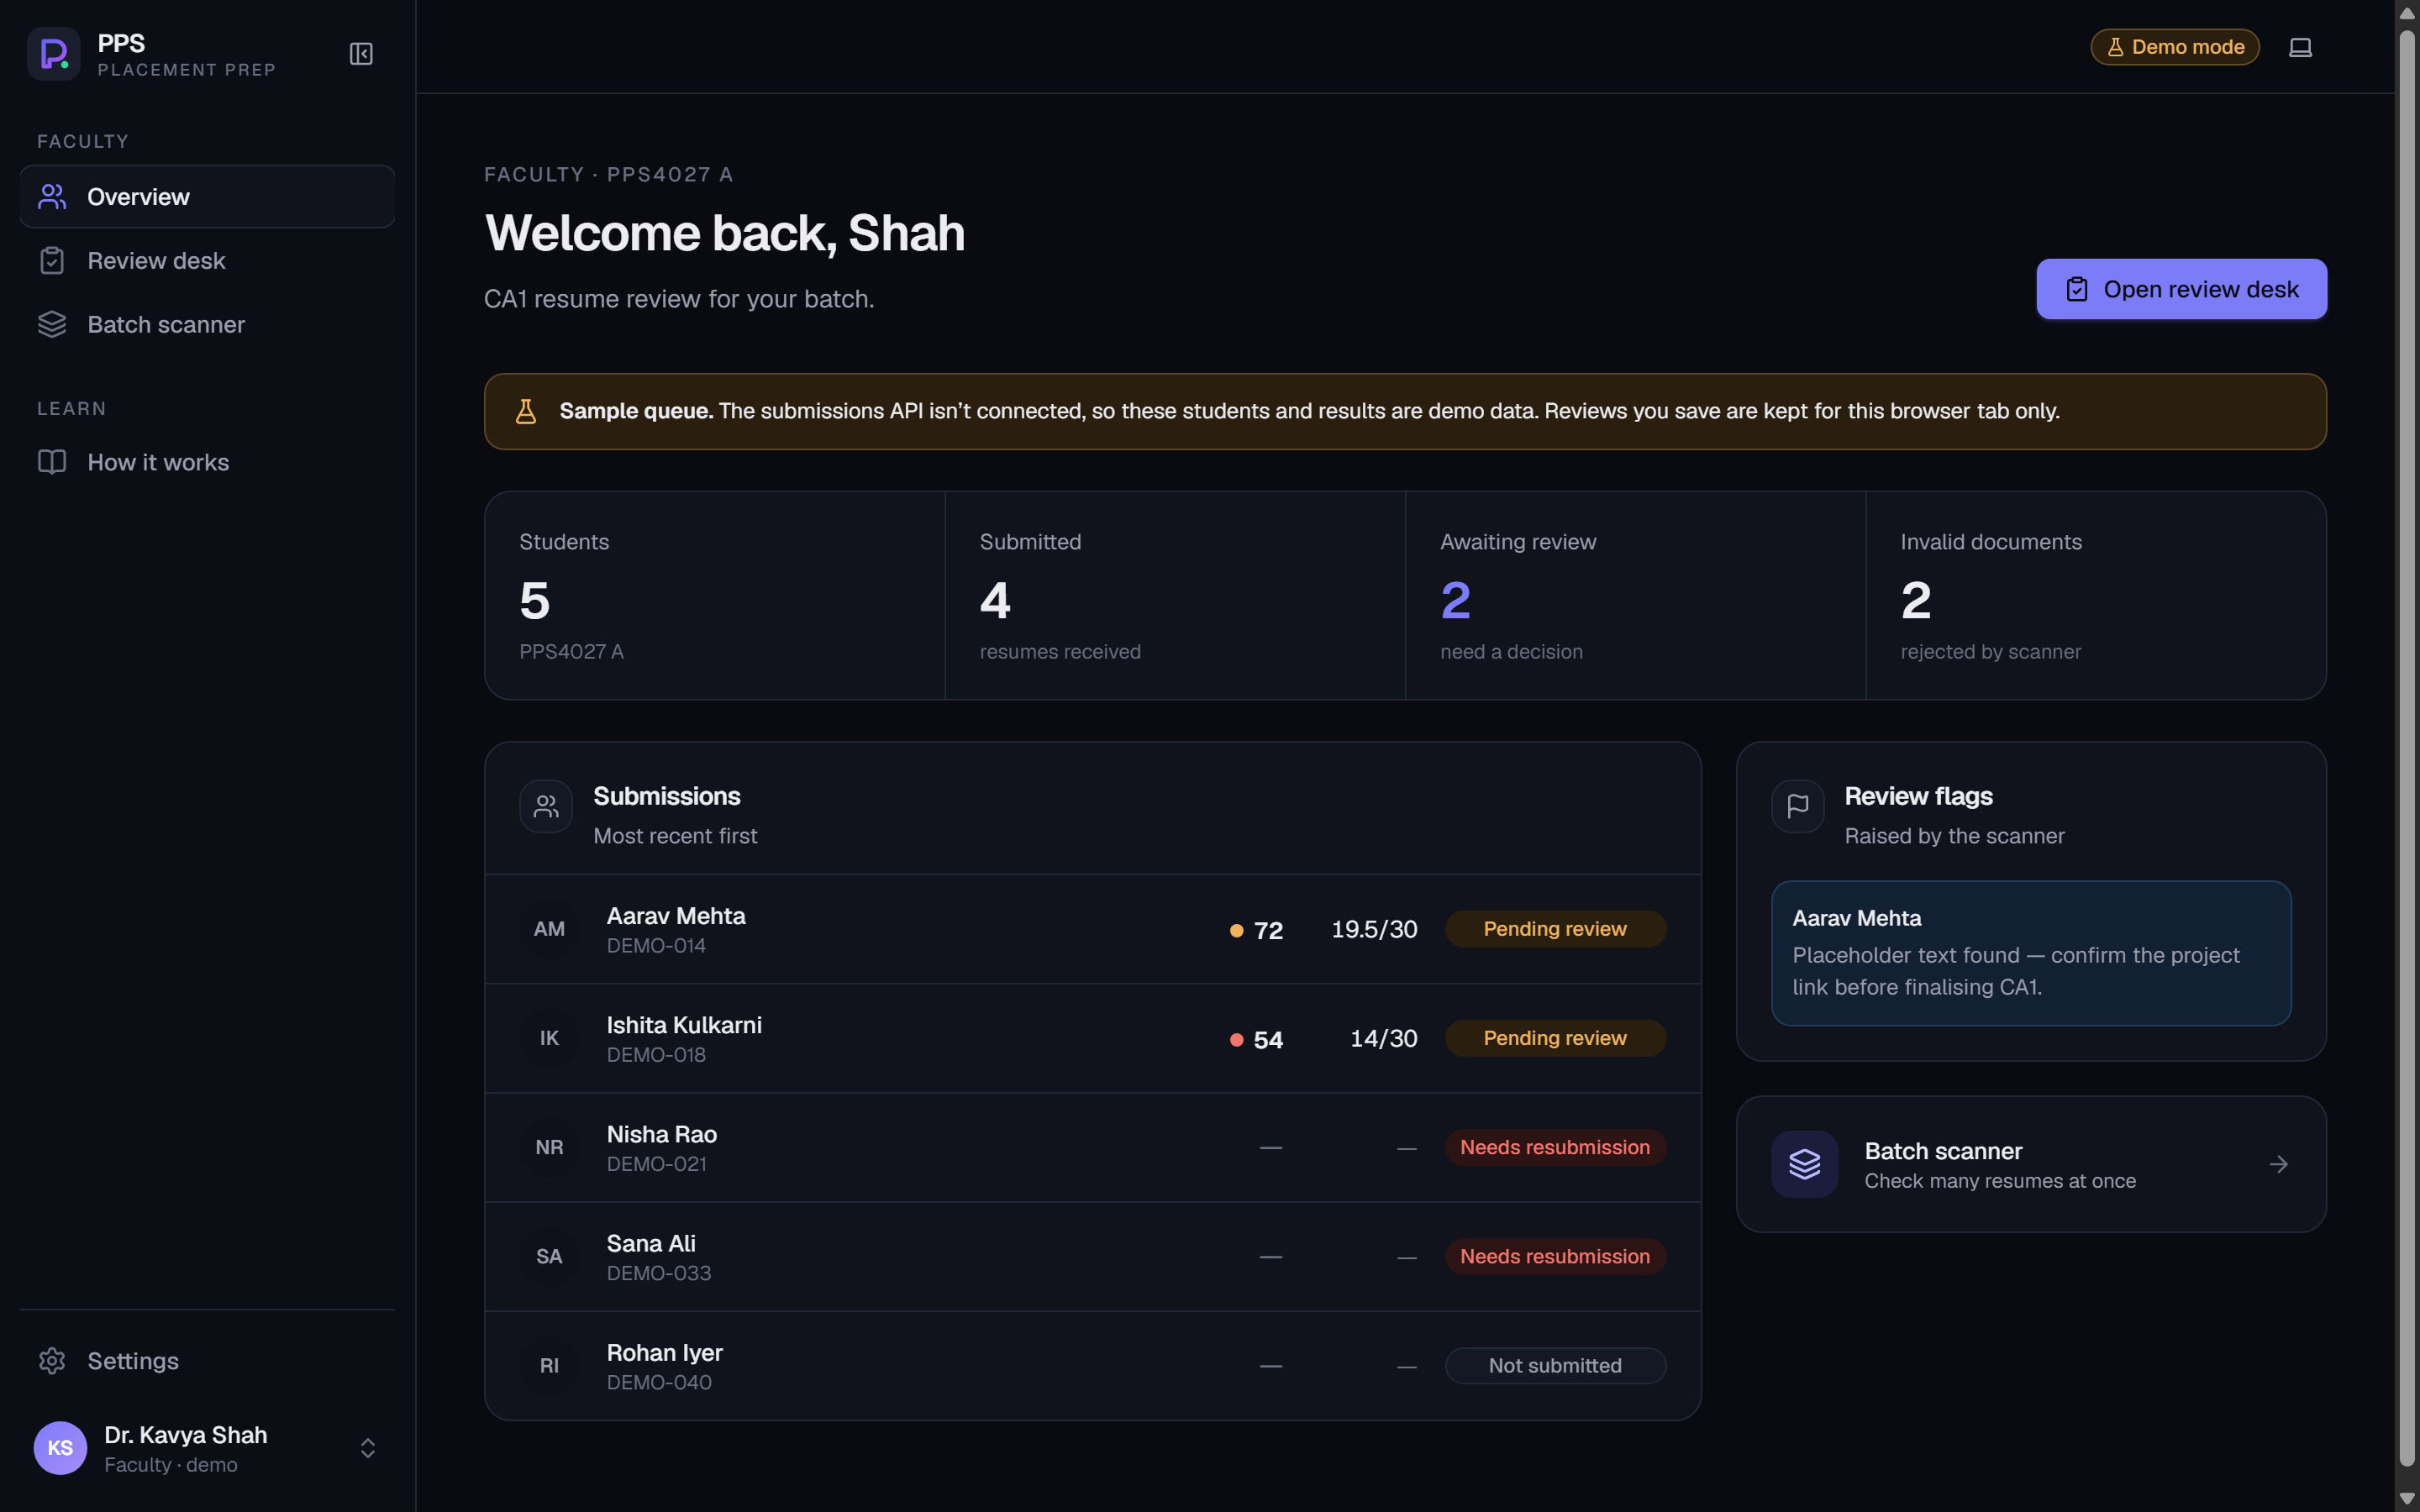 PPS
PLACEMENT PREP
FACULTY
Overview
Review desk
Batch scanner
LEARN
How it works
Settings
KS
Dr. Kavya Shah
Faculty · demo
Demo mode
FACULTY · PPS4027 A
Welcome back, Shah
CA1 resume review for your batch.
Open review desk
Sample queue. The submissions API isn’t connected, so these students and results are demo data. Reviews you save are kept for this browser tab only.
Students
5
PPS4027 A
Submitted
4
resumes received
Awaiting review
2
need a decision
Invalid documents
2
rejected by scanner
Submissions
Most recent first
AM
Aarav Mehta
DEMO-014
72
19.5/30
Pending review
IK
Ishita Kulkarni
DEMO-018
54
14/30
Pending review
NR
Nisha Rao
DEMO-021
—
—
Needs resubmission
SA
Sana Ali
DEMO-033
—
—
Needs resubmission
RI
Rohan Iyer
DEMO-040
—
—
Not submitted
Review flags
Raised by the scanner
Aarav Mehta
Placeholder text found — confirm the project
link before finalising CA1.
Batch scanner
Check many resumes at once